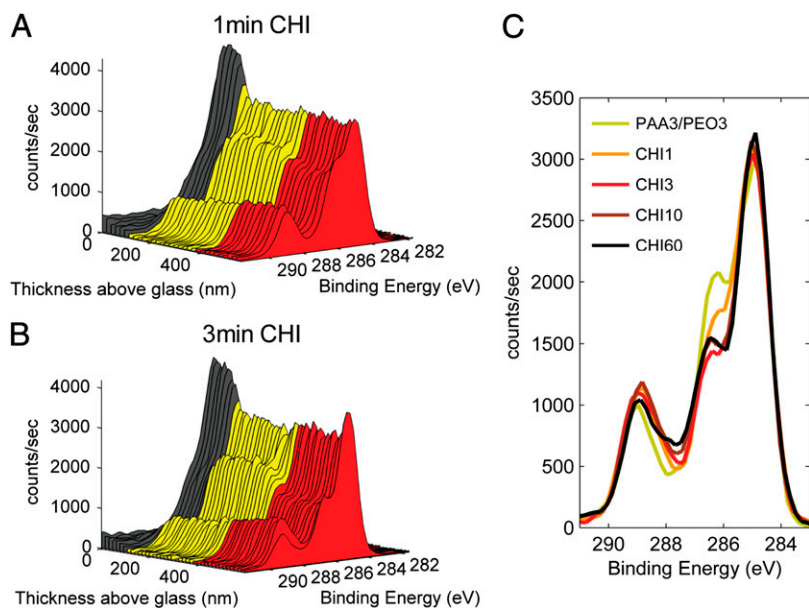 A
1min CHI
counts/sec
4000
3000
2000
1000
0
0
200
400
Thickness above glass (nm)
290
288
286
284
282
Binding Energy (eV)
B
3min CHI
counts/sec
4000
3000
2000
1000
0
0
200
400
Thickness above glass (nm)
290
288
286
284
282
Binding Energy (eV)
C
counts/sec
3500
3000
2500
2000
1500
1000
500
0
PAA3/PEO3
CHI1
CHI3
CHI10
CHI60
290
288
286
284
Binding Energy (eV)